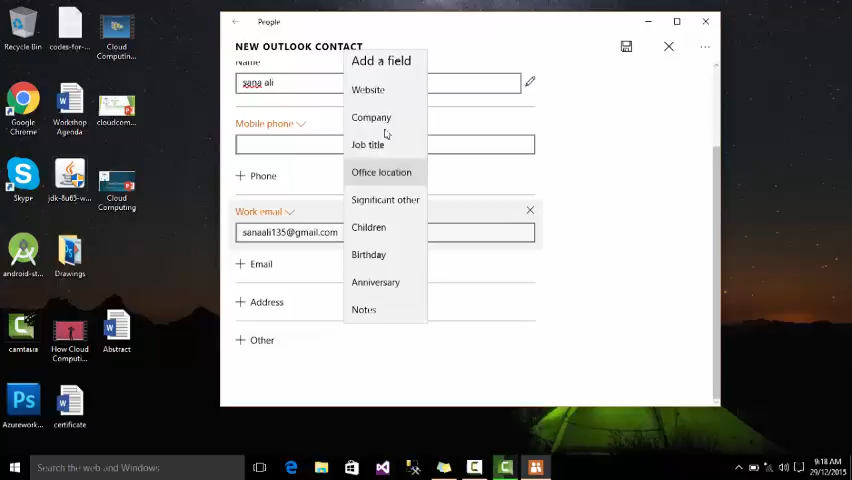 Recycle Bin
codes-for-...
Cloud Computin...
Google Chrome
Workshop Agenda
cloudcom...
Skype
jdk-8u65-w...
Cloud Computing
android-st...
Drawings
camtasia
How Cloud Computi...
Abstract
Ps
Azurework...
certificate
People
NEW OUTLOOK CONTACT
...
Name
sana ali
Mobile phone
+ Phone
Work email
sanaali135@gmail.com
+ Email
+ Address
+ Other
Add a field
Website
Company
Job title
Office location
Significant other
Children
Birthday
Anniversary
Notes
Search the web and Windows
9:18 AM
29/12/2015